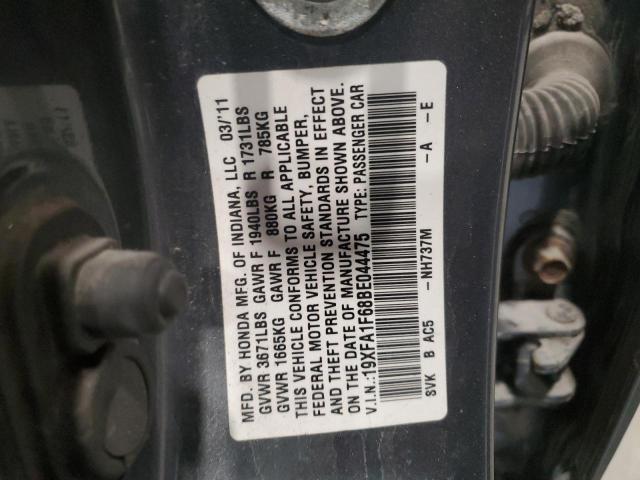 MFD. BY HONDA MFG. OF INDIANA, LLC 03/'11
GVWR 3671LBS GAWR F 1940LBS R 1731LBS
GVWR 1665KG GAWR F 880KG R 785KG
THIS VEHICLE CONFORMS TO ALL APPLICABLE
FEDERAL MOTOR VEHICLE SAFETY, BUMPER,
AND THEFT PREVENTION STANDARDS IN EFFECT
ON THE DATE OF MANUFACTURE SHOWN ABOVE.
V.I.N.:19XFA1F68BE044475 TYPE: PASSENGER CAR
SVK B AC5 -NH737M -A -E